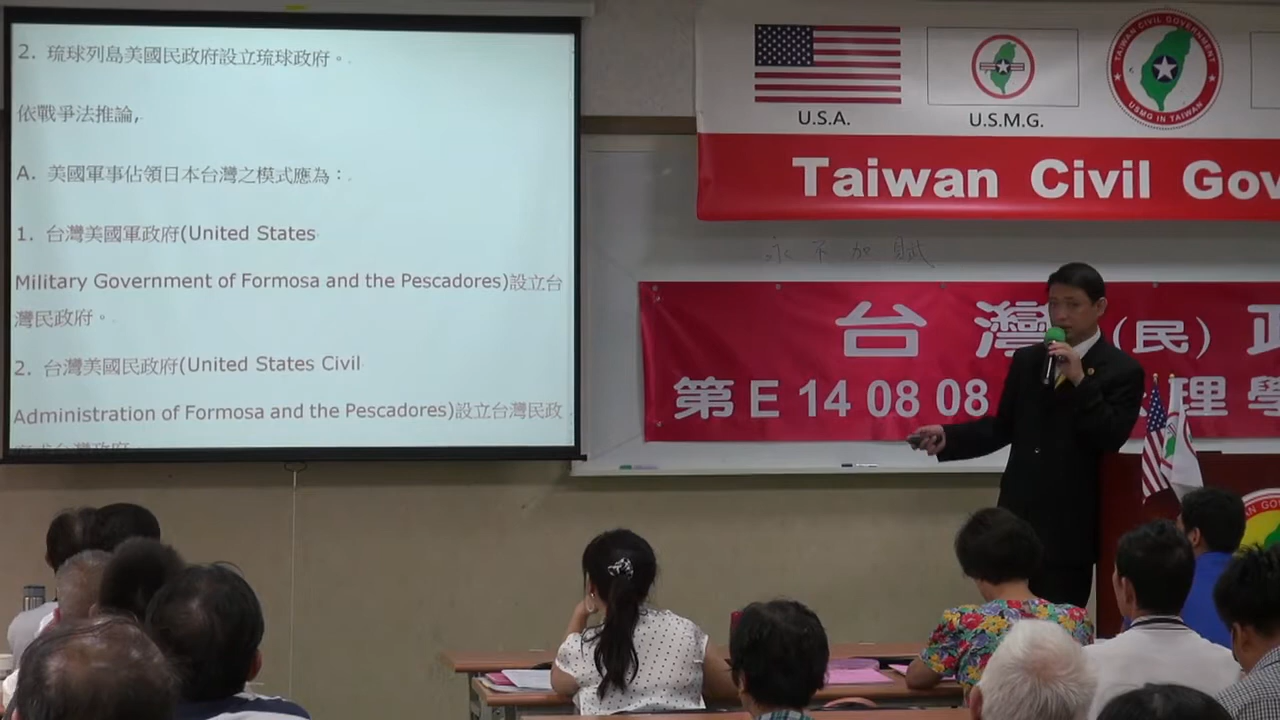 2. 琉球列島美國民政府設立琉球政府。
依戰爭法推論,
A. 美國軍事佔領日本台灣之模式應為：
1. 台灣美國軍政府(United States
Military Government of Formosa and the Pescadores)設立台
灣民政府。
2. 台灣美國民政府(United States Civil
Administration of Formosa and the Pescadores)設立台灣民政
U.S.A.
U.S.M.G.
TAIWAN CIVIL GOVERNMENT
USMG IN TAIWAN
Taiwan Civil Gov
永不加賦
台灣(民)政
第E 14 08 08
理學